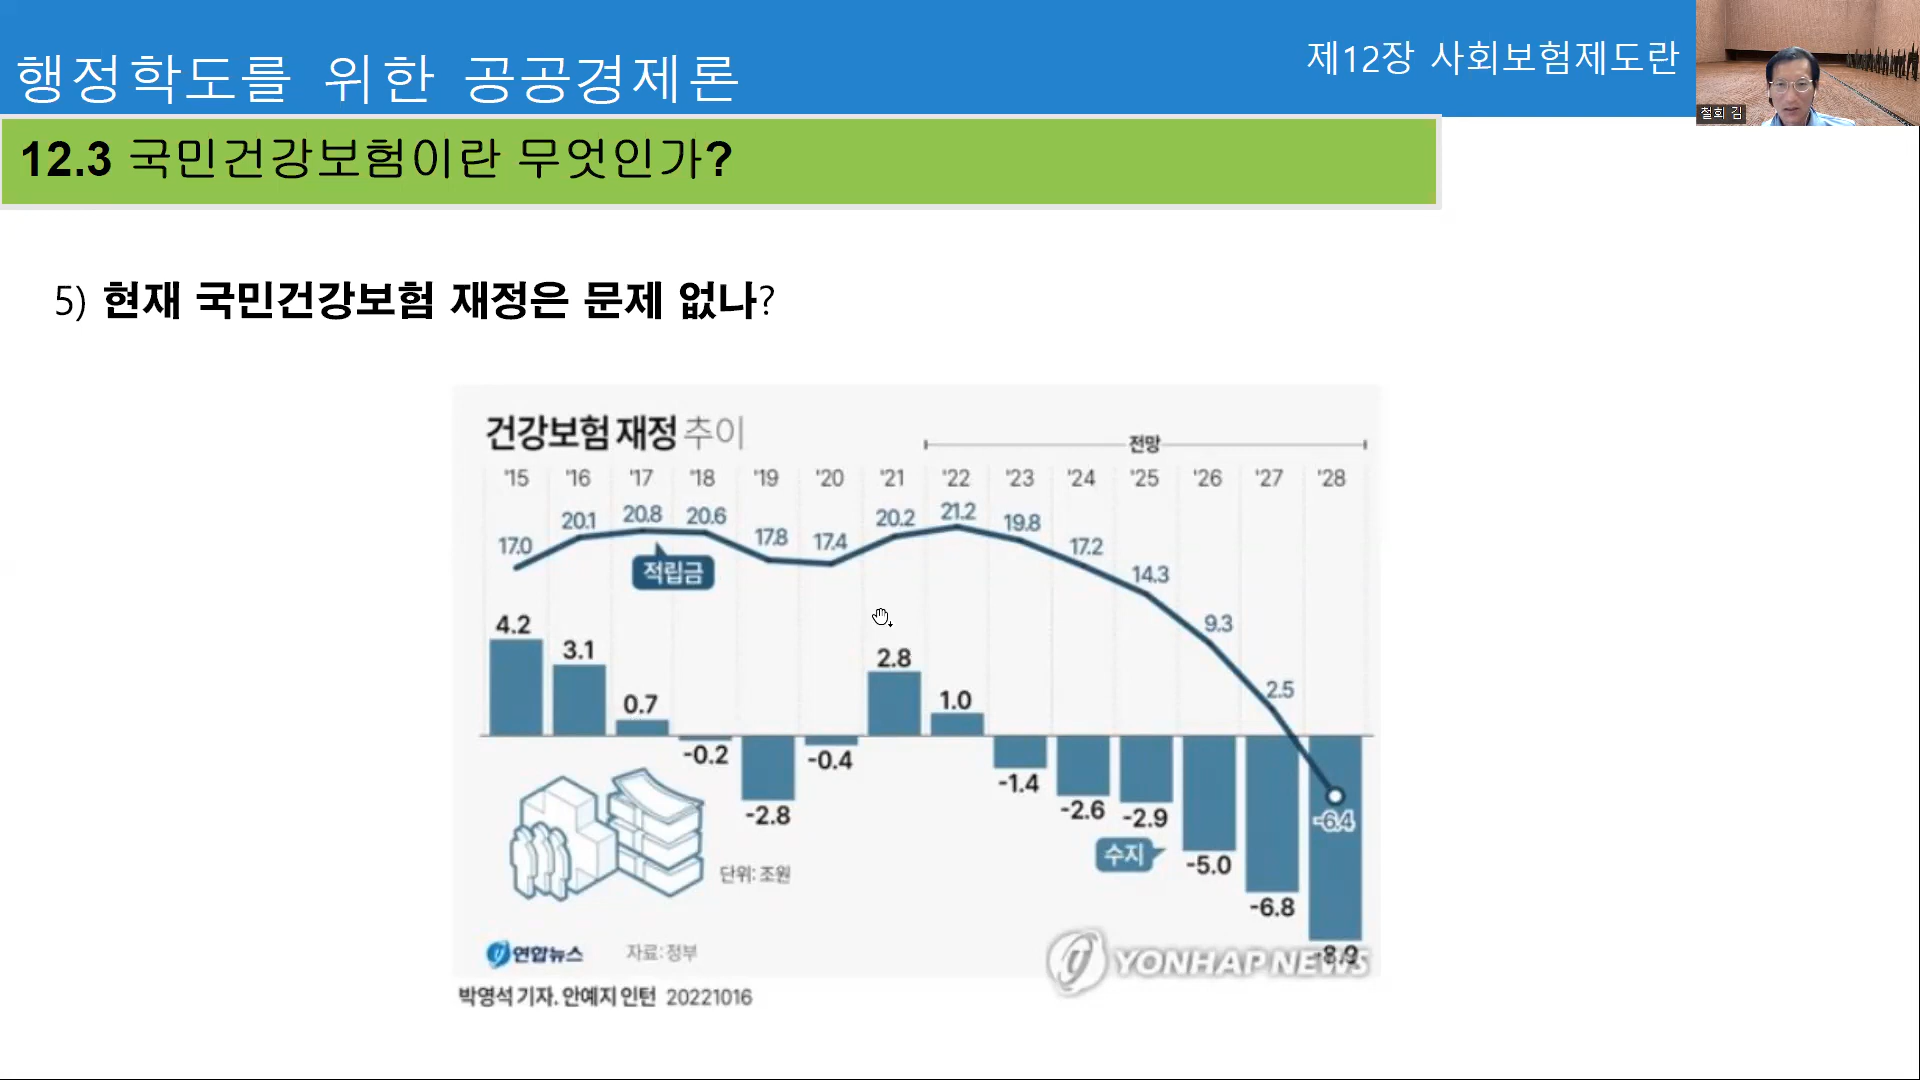 행정학도를 위한 공공경제론
제12장 사회보험제도란
철희 김
12.3 국민건강보험이란 무엇인가?
5) 현재 국민건강보험 재정은 문제 없나?
건강보험 재정 추이
전망
'15 '16 '17 '18 '19 '20 '21 '22 '23 '24 '25 '26 '27 '28
17.0 20.1 20.8 20.6 17.8 17.4 20.2 21.2 19.8 17.2 14.3 9.3 2.5 -6.4
적립금
4.2 3.1 0.7 -0.2 -2.8 -0.4 2.8 1.0 -1.4 -2.6 -2.9 -5.0 -6.8 -8.9
수지
단위: 조원
연합뉴스 자료: 정부
YONHAP NEWS
박영석 기자. 안예지 인턴 20221016